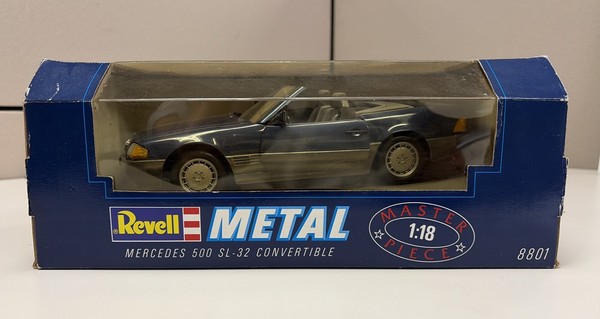 Revell METAL
MERCEDES 500 SL-32 CONVERTIBLE
MASTER
1:18
PIECE
8801